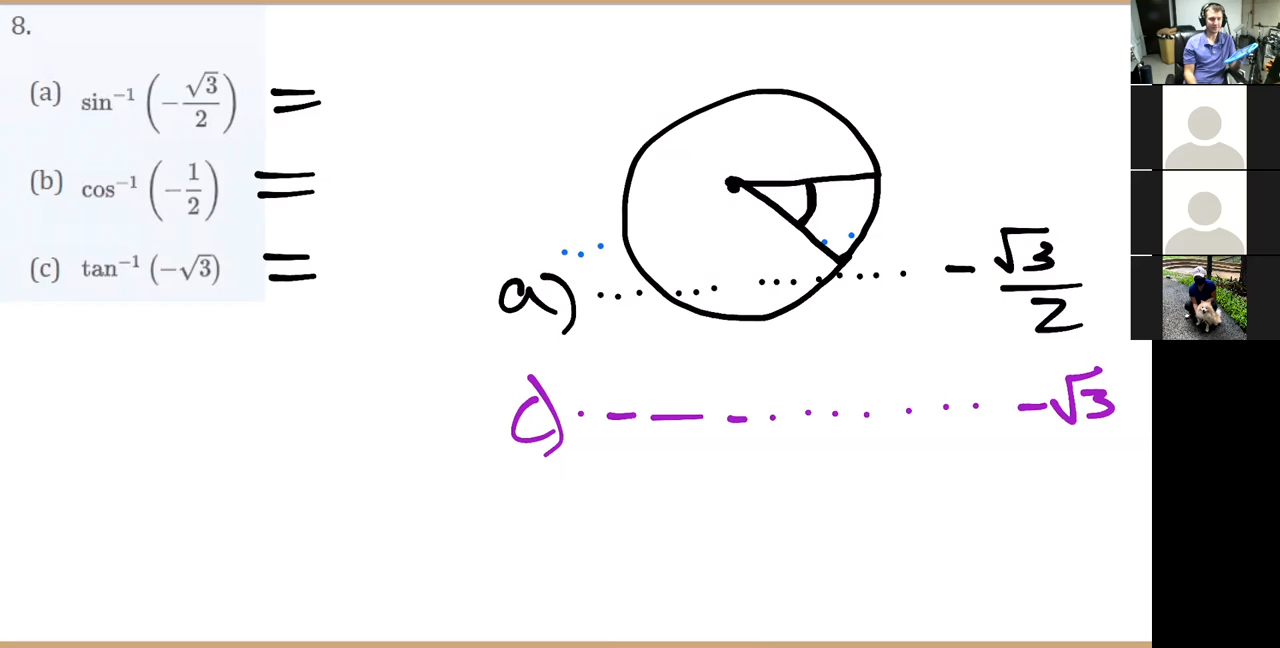 8.
(a) sin⁻¹ (−√3/2) =
(b) cos⁻¹ (−1/2) =
(c) tan⁻¹ (−√3) =
a) − √3/2
c) −√3